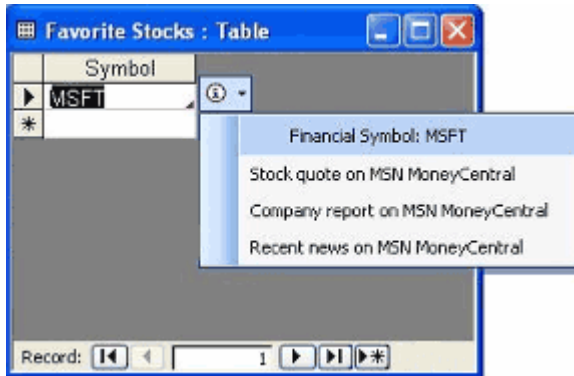 Favorite Stocks : Table
Symbol
MSFT
Financial Symbol: MSFT
Stock quote on MSN MoneyCentral
Company report on MSN MoneyCentral
Recent news on MSN MoneyCentral
Record: 1